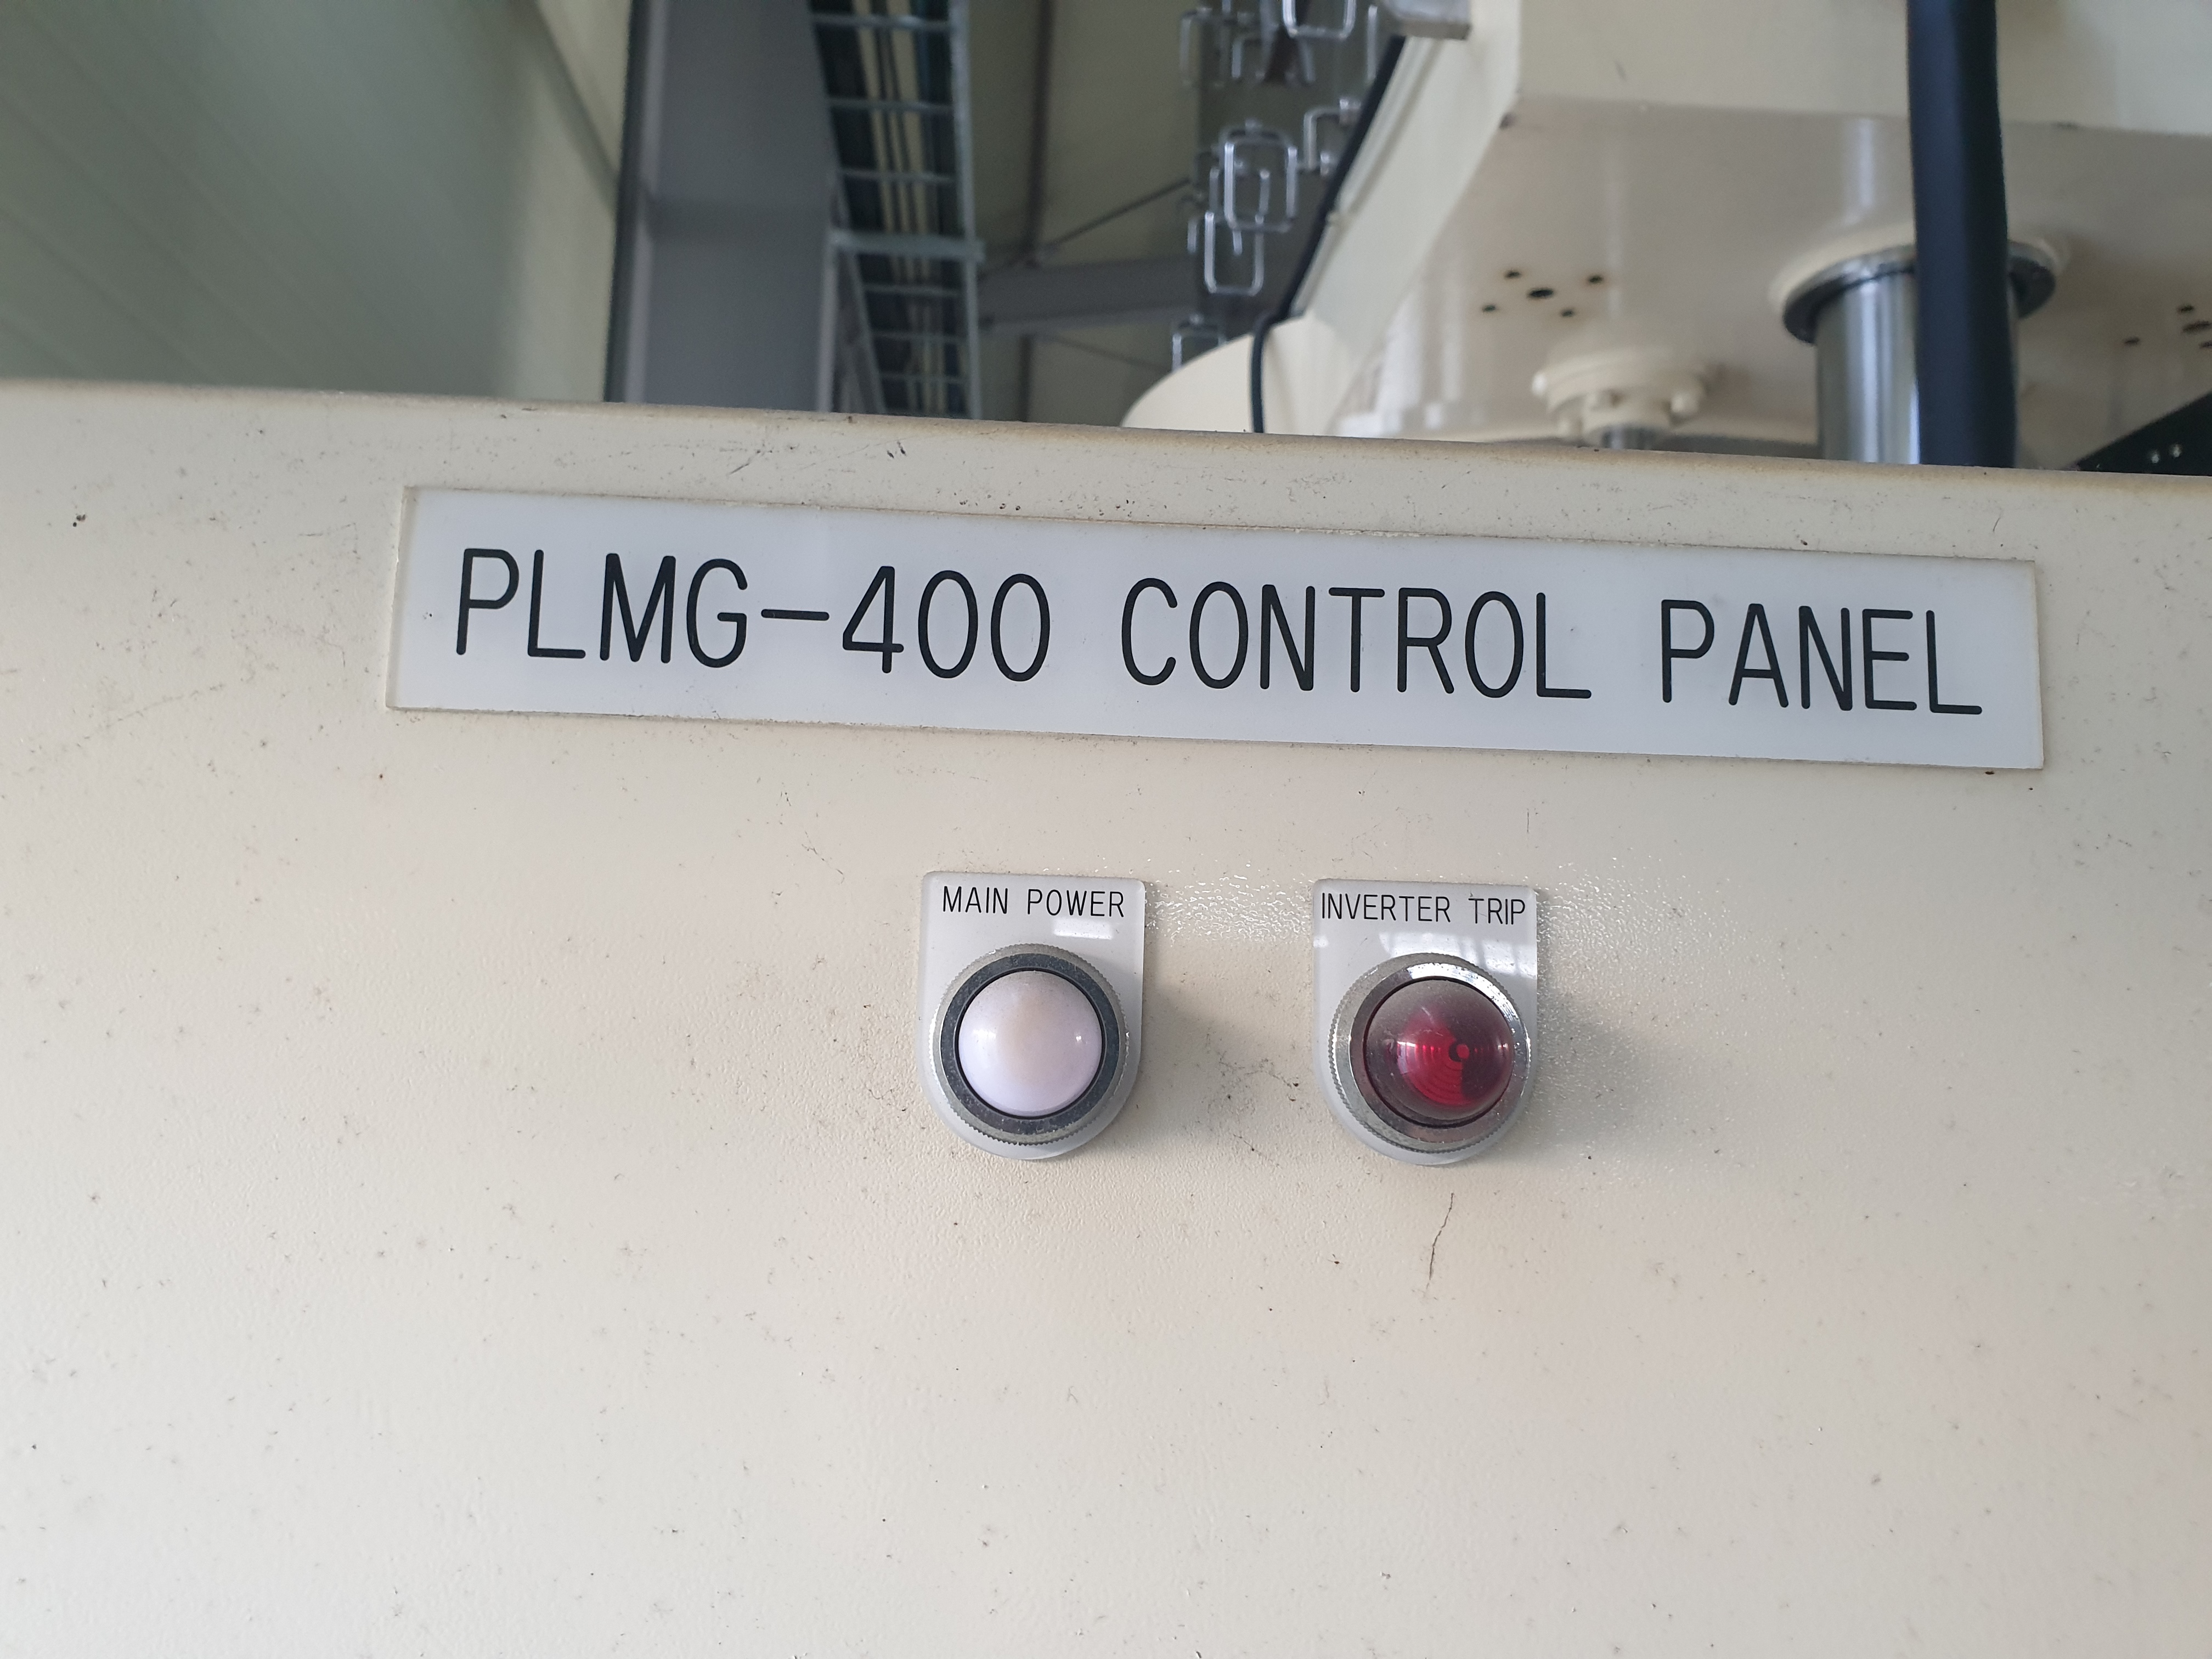 PLMG-400 CONTROL PANEL
MAIN POWER
INVERTER TRIP